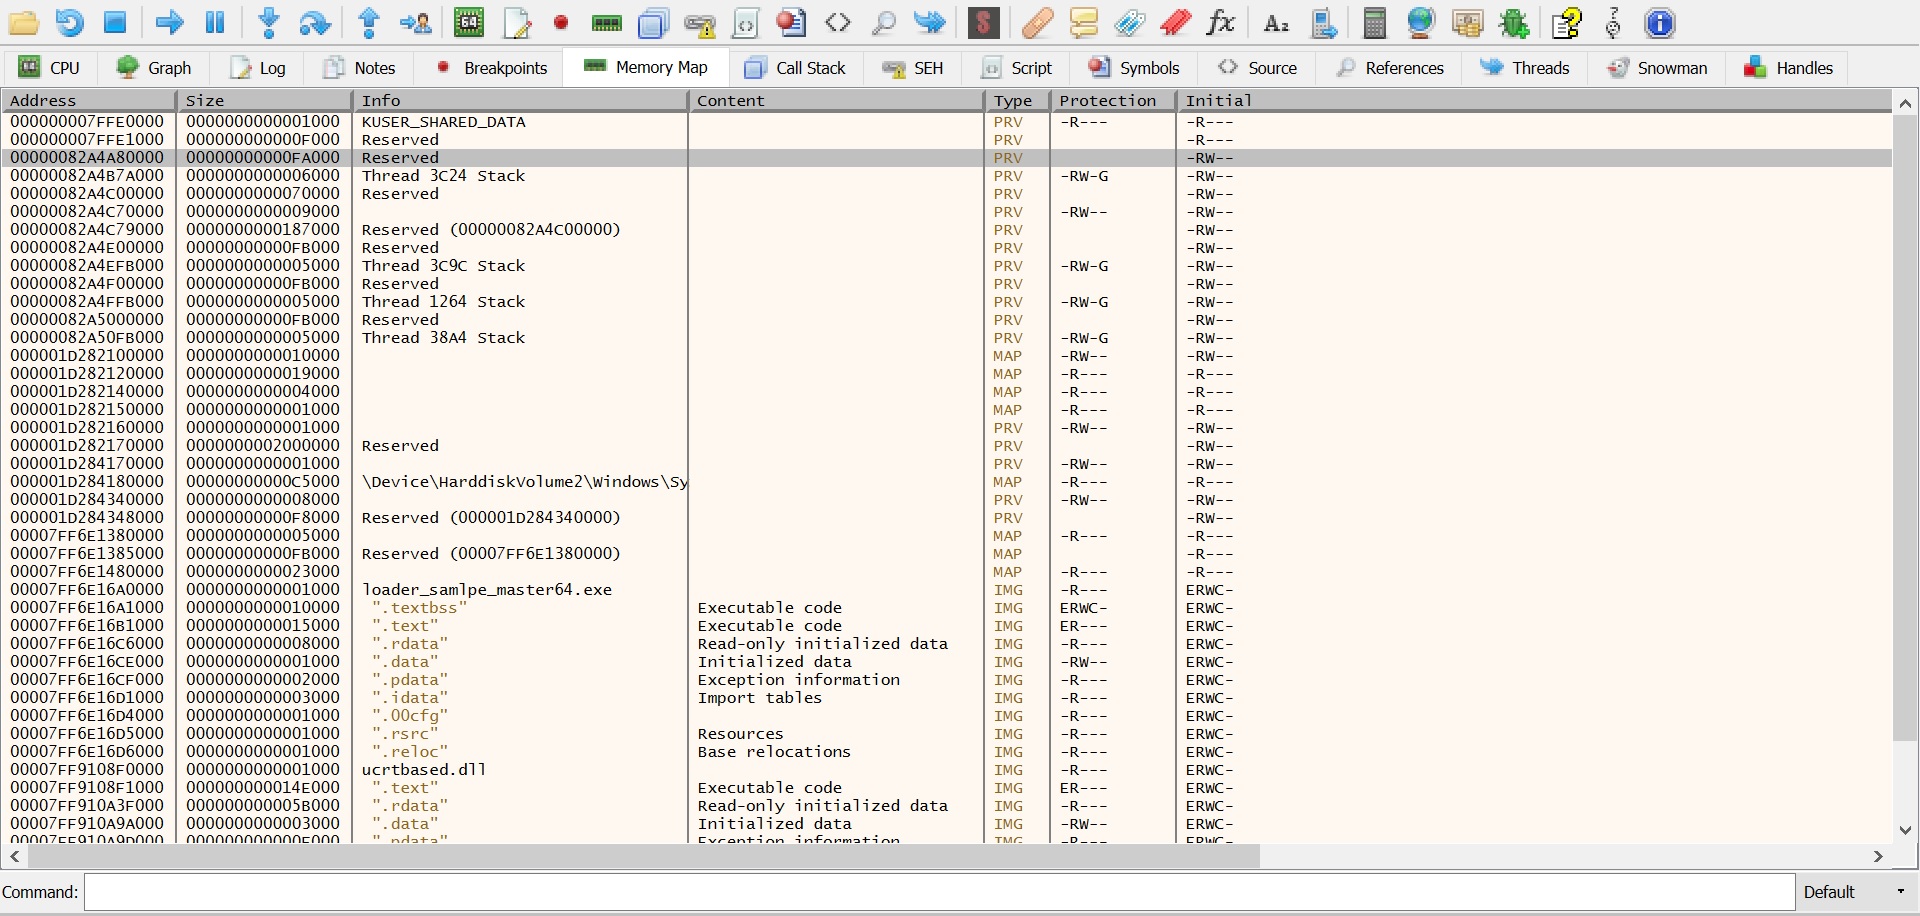 CPU Graph Log Notes Breakpoints Memory Map Call Stack SEH Script Symbols Source References Threads Snowman Handles
Address Size Info Content Type Protection Initial
000000007FFE0000 0000000000001000 KUSER_SHARED_DATA PRV -R--- -R---
000000007FFE1000 000000000000F000 Reserved PRV -R---
00000082A4A80000 00000000000FA000 Reserved PRV -RW--
00000082A4B7A000 0000000000006000 Thread 3C24 Stack PRV -RW-G -RW--
00000082A4C00000 0000000000070000 Reserved PRV -RW--
00000082A4C70000 0000000000009000 PRV -RW-- -RW--
00000082A4C79000 0000000000187000 Reserved (00000082A4C00000) PRV -RW--
00000082A4E00000 00000000000FB000 Reserved PRV -RW--
00000082A4EFB000 0000000000005000 Thread 3C9C Stack PRV -RW-G -RW--
00000082A4F00000 00000000000FB000 Reserved PRV -RW--
00000082A4FFB000 0000000000005000 Thread 1264 Stack PRV -RW-G -RW--
00000082A5000000 00000000000FB000 Reserved PRV -RW--
00000082A50FB000 0000000000005000 Thread 38A4 Stack PRV -RW-G -RW--
000001D282100000 0000000000010000 MAP -RW-- -RW--
000001D282120000 0000000000019000 MAP -R--- -R---
000001D282140000 0000000000004000 MAP -R--- -R---
000001D282150000 0000000000001000 MAP -R--- -R---
000001D282160000 0000000000001000 PRV -RW-- -RW--
000001D282170000 0000000002000000 Reserved PRV -RW--
000001D284170000 0000000000001000 PRV -RW-- -RW--
000001D284180000 00000000000C5000 \Device\HarddiskVolume2\Windows\Sy MAP -R--- -R---
000001D284340000 0000000000008000 PRV -RW-- -RW--
000001D284348000 00000000000F8000 Reserved (000001D284340000) PRV -RW--
00007FF6E1380000 0000000000005000 MAP -R--- -R---
00007FF6E1385000 00000000000FB000 Reserved (00007FF6E1380000) MAP -R---
00007FF6E1480000 0000000000023000 MAP -R--- -R---
00007FF6E16A0000 0000000000001000 loader_samlpe_master64.exe IMG -R--- ERWC-
00007FF6E16A1000 0000000000010000 ".textbss" Executable code IMG ERWC- ERWC-
00007FF6E16B1000 0000000000015000 ".text" Executable code IMG ER--- ERWC-
00007FF6E16C6000 0000000000008000 ".rdata" Read-only initialized data IMG -R--- ERWC-
00007FF6E16CE000 0000000000001000 ".data" Initialized data IMG -RW-- ERWC-
00007FF6E16CF000 0000000000002000 ".pdata" Exception information IMG -R--- ERWC-
00007FF6E16D1000 0000000000003000 ".idata" Import tables IMG -R--- ERWC-
00007FF6E16D4000 0000000000001000 ".00cfg" IMG -R--- ERWC-
00007FF6E16D5000 0000000000001000 ".rsrc" Resources IMG -R--- ERWC-
00007FF6E16D6000 0000000000001000 ".reloc" Base relocations IMG -R--- ERWC-
00007FF9108F0000 0000000000001000 ucrtbased.dll IMG -R--- ERWC-
00007FF9108F1000 000000000014E000 ".text" Executable code IMG ER--- ERWC-
00007FF910A3F000 000000000005B000 ".rdata" Read-only initialized data IMG -R--- ERWC-
00007FF910A9A000 0000000000003000 ".data" Initialized data IMG -RW-- ERWC-
00007FF910A9D000 ".pdata" Exception information IMG -R--- ERWC-
Command: Default